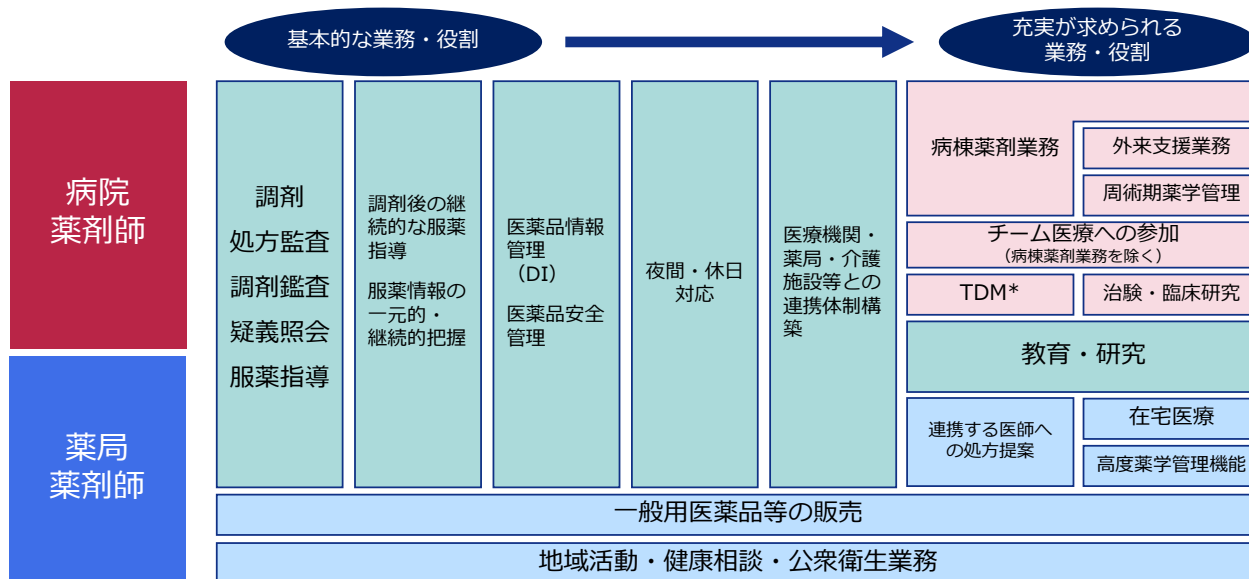 基本的な業務・役割
充実が求められる
業務・役割
病院
薬剤師
薬局
薬剤師
調剤
処方監査
調剤鑑査
疑義照会
服薬指導
調剤後の継
続的な服薬
指導
服薬情報の
一元的・
継続的把握
医薬品情報
管理
（DI）
医薬品安全
管理
夜間・休日
対応
医療機関・
薬局・介護
施設等との
連携体制構
築
病棟薬剤業務
外来支援業務
周術期薬学管理
チーム医療への参加
（病棟薬剤業務を除く）
TDM*
治験・臨床研究
教育・研究
連携する医師へ
の処方提案
在宅医療
高度薬学管理機能
一般用医薬品等の販売
地域活動・健康相談・公衆衛生業務